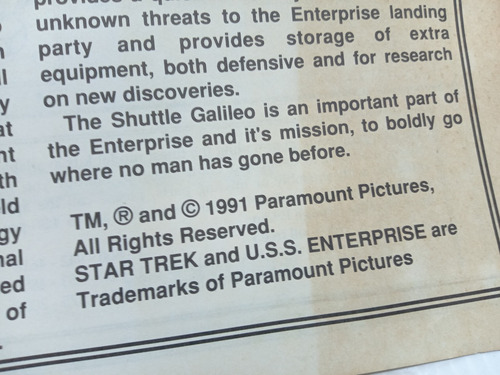 provides a
unknown threats to the Enterprise landing
party and provides storage of extra
equipment, both defensive and for research
on new discoveries.
The Shuttle Galileo is an important part of
the Enterprise and it's mission, to boldly go
where no man has gone before.
TM, ® and © 1991 Paramount Pictures,
All Rights Reserved.
STAR TREK and U.S.S. ENTERPRISE are
Trademarks of Paramount Pictures
of